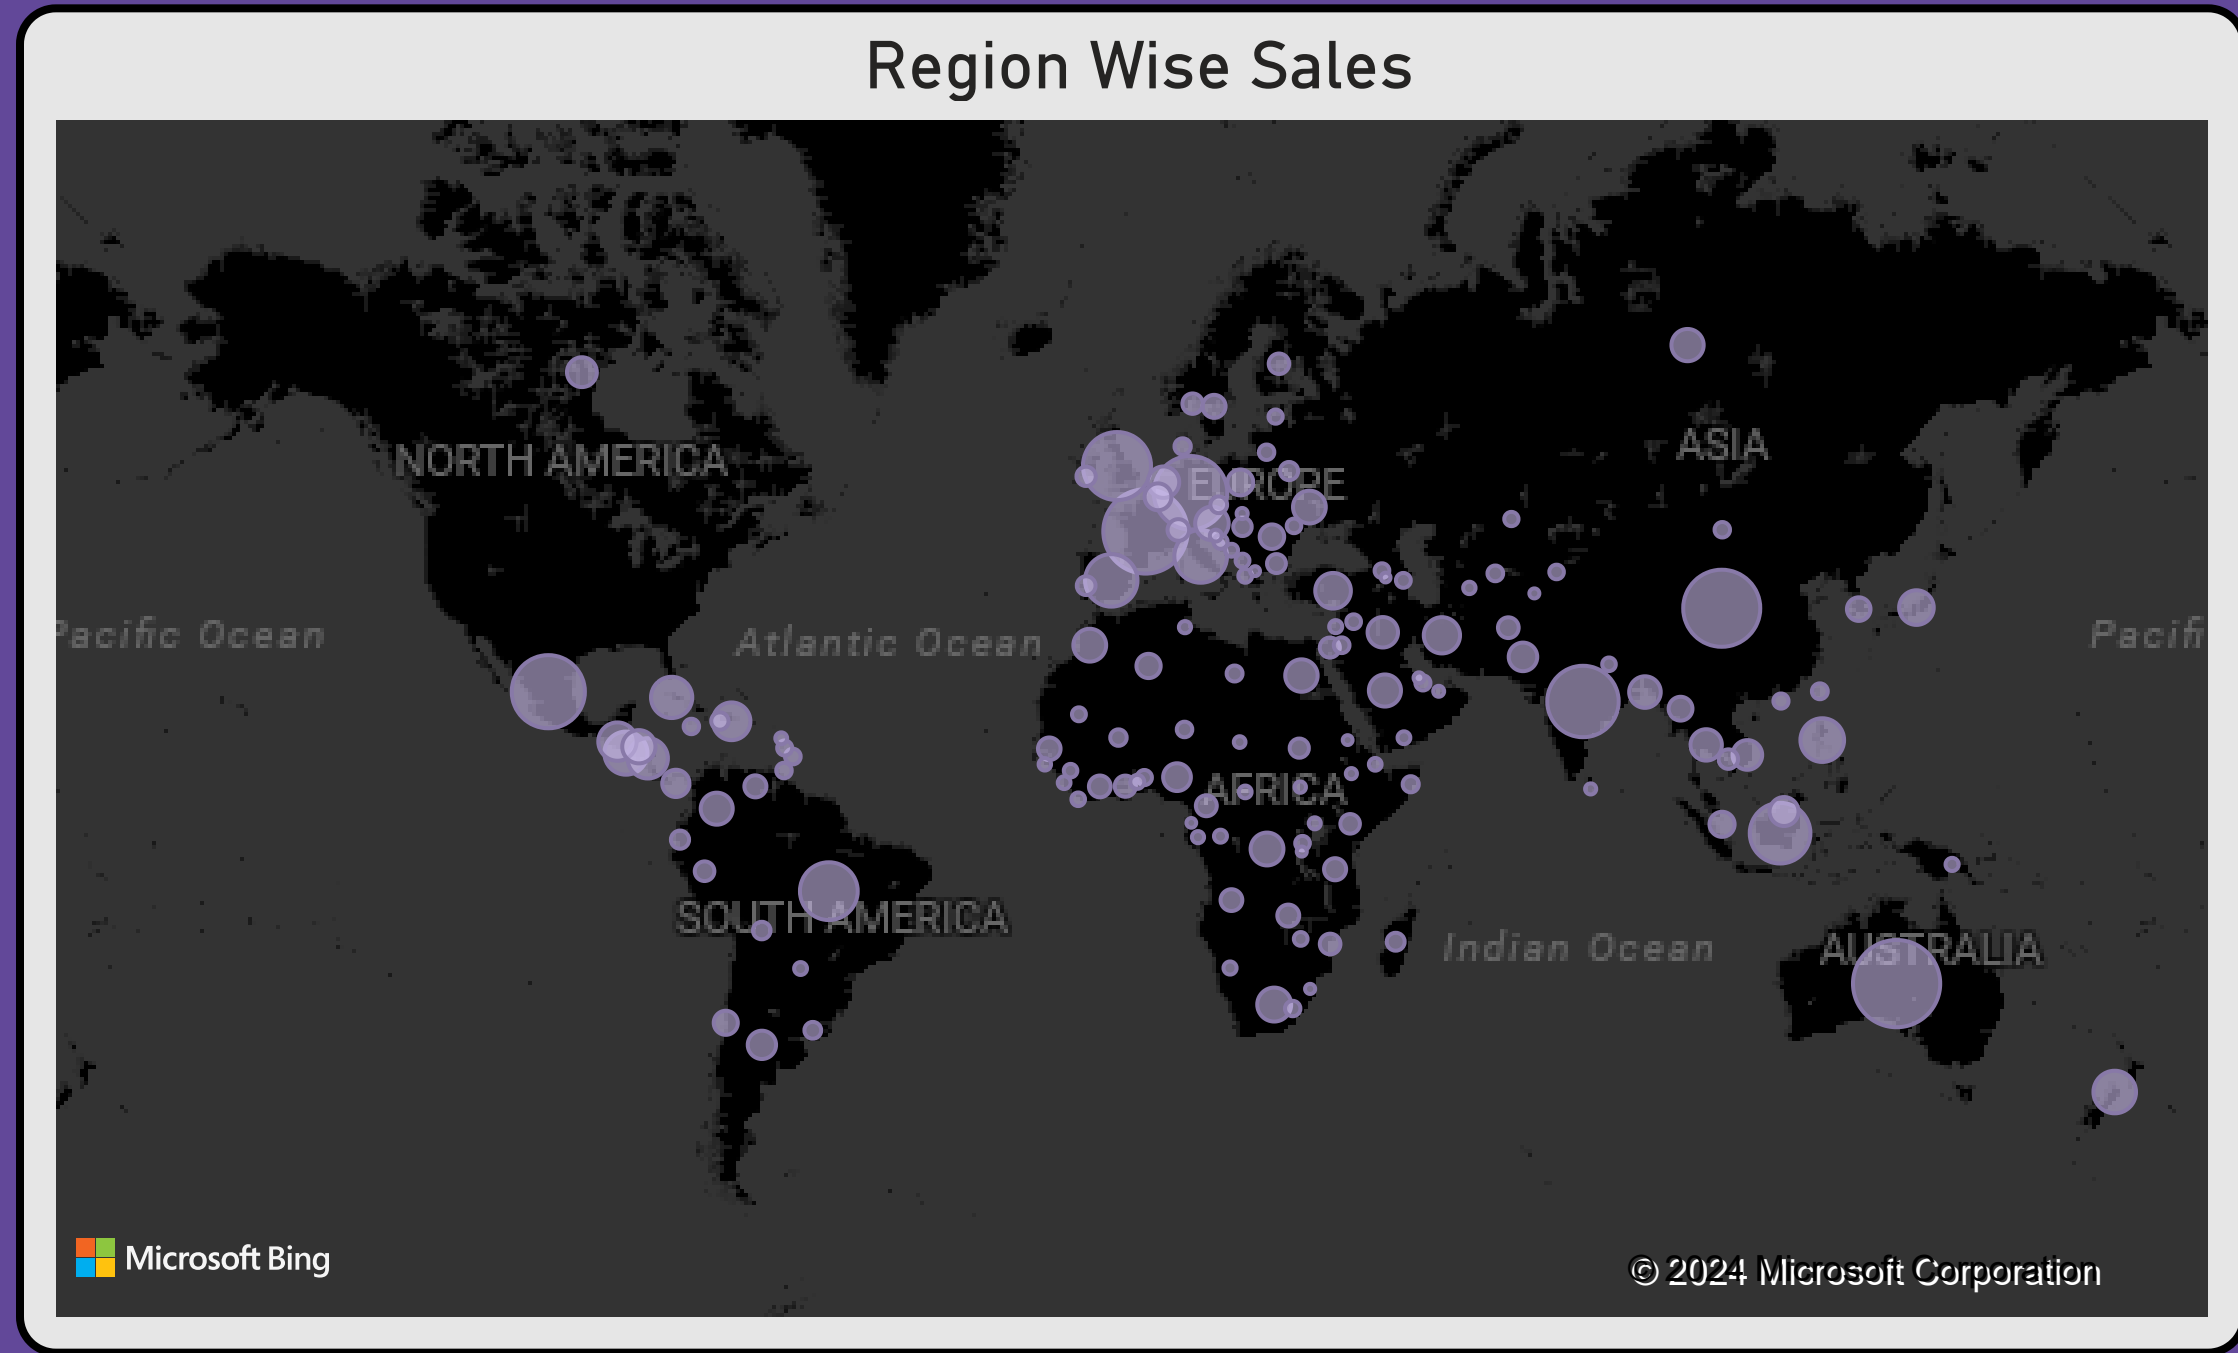 Region Wise Sales
ASIA
NORTH AMERICA
EUROPE
Pacific Ocean
Atlantic Ocean
Pacifi
AFRICA
SOUTH AMERICA
Indian Ocean
AUSTRALIA
Microsoft Bing
© 2024 Microsoft Corporation